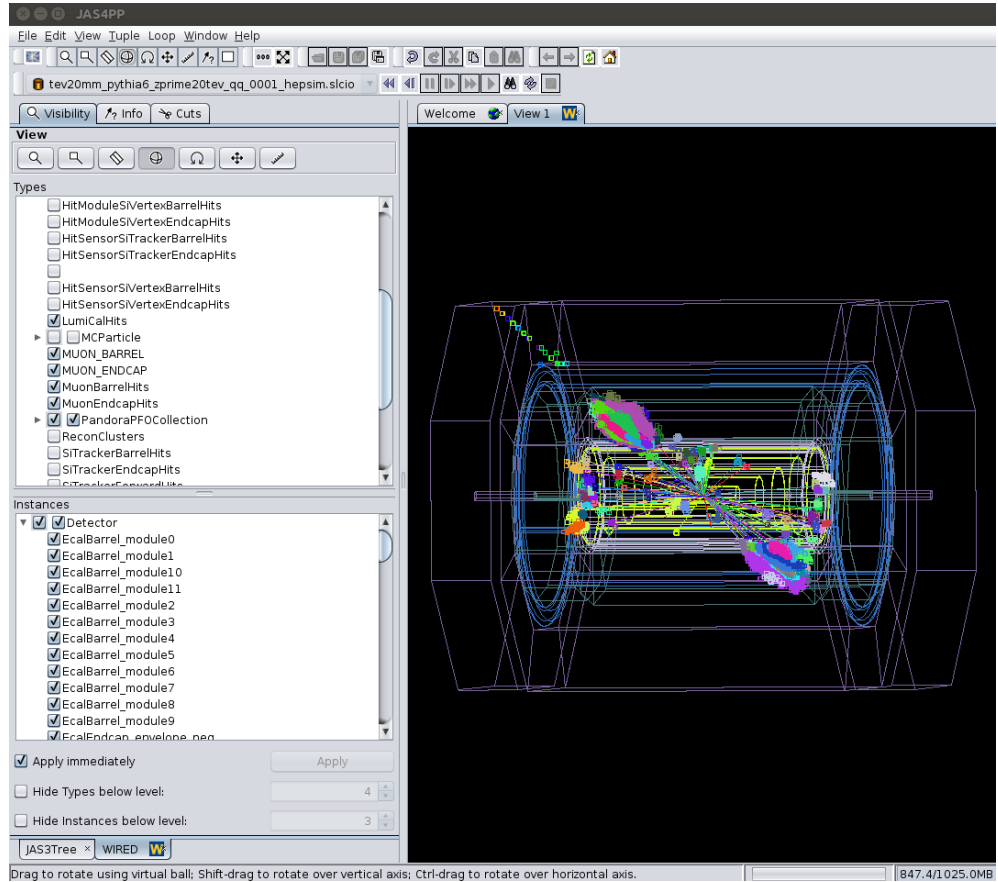 JAS4PP
File Edit View Tuple Loop Window Help
tev20mm_pythia6_zprime20tev_qq_0001_hepsim.slcio
Visibility Info Cuts
Welcome View 1 W
View
Types
HitModuleSiVertexBarrelHits
HitModuleSiVertexEndcapHits
HitSensorSiTrackerBarrelHits
HitSensorSiTrackerEndcapHits
HitSensorSiVertexBarrelHits
HitSensorSiVertexEndcapHits
LumiCalHits
MCParticle
MUON_BARREL
MUON_ENDCAP
MuonBarrelHits
MuonEndcapHits
PandoraPFOCollection
ReconClusters
SiTrackerBarrelHits
SiTrackerEndcapHits
SiTrackerForwardHits
Instances
Detector
EcalBarrel_module0
EcalBarrel_module1
EcalBarrel_module10
EcalBarrel_module11
EcalBarrel_module2
EcalBarrel_module3
EcalBarrel_module4
EcalBarrel_module5
EcalBarrel_module6
EcalBarrel_module7
EcalBarrel_module8
EcalBarrel_module9
EcalEndcap_envelope_neg
Apply immediately Apply
Hide Types below level: 4
Hide Instances below level: 3
JAS3Tree × WIRED W
Drag to rotate using virtual ball; Shift-drag to rotate over vertical axis; Ctrl-drag to rotate over horizontal axis. 847.4/1025.0MB